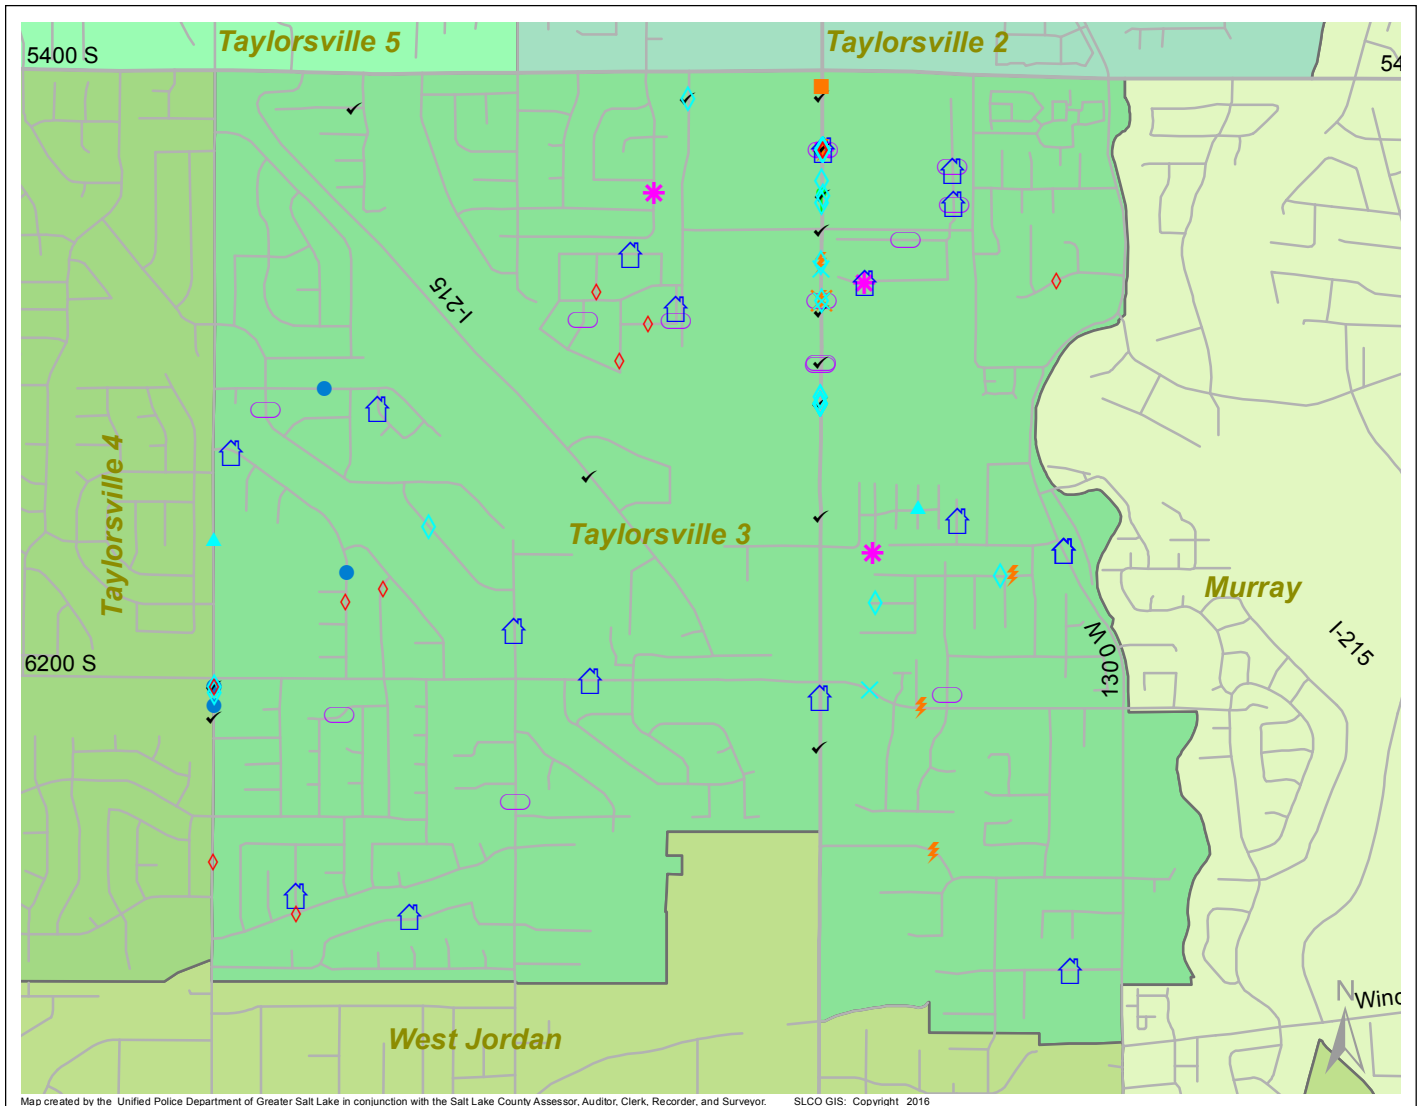 Taylorsville 5
Taylorsville 2
5400 S
54
I-215
Taylorsville 4
Taylorsville 3
Murray
I-215
1300 W
6200 S
N
Winc
West Jordan
Map created by the Unified Police Department of Greater Salt Lake in conjunction with the Salt Lake County Assessor, Auditor, Clerk, Recorder, and Surveyor. SLCO GIS: Copyright 2016